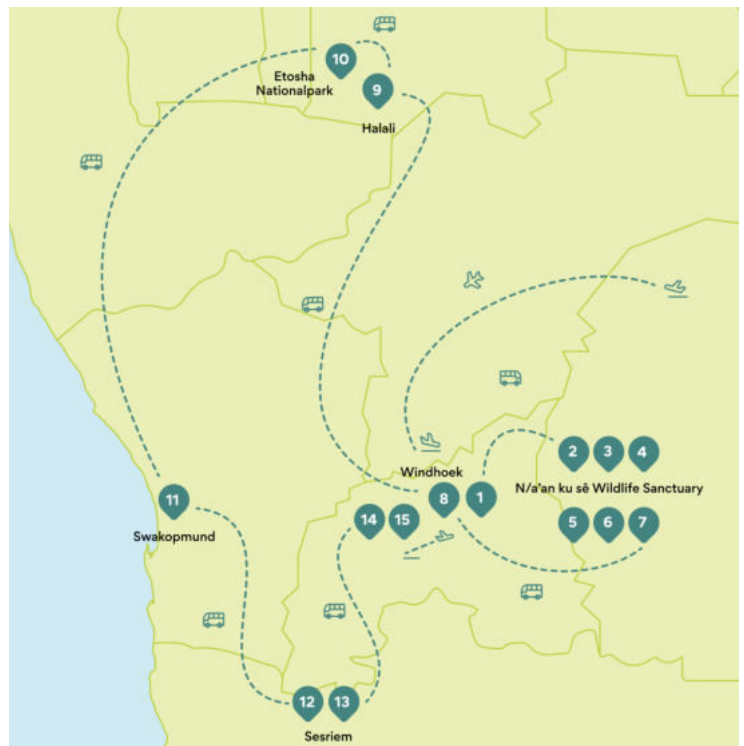 10
Etosha
Nationalpark
9
Halali
2 3 4
Windhoek
N/a'an ku sê Wildlife Sanctuary
8 1
11
14 15
5 6 7
Swakopmund
12 13
Sesriem